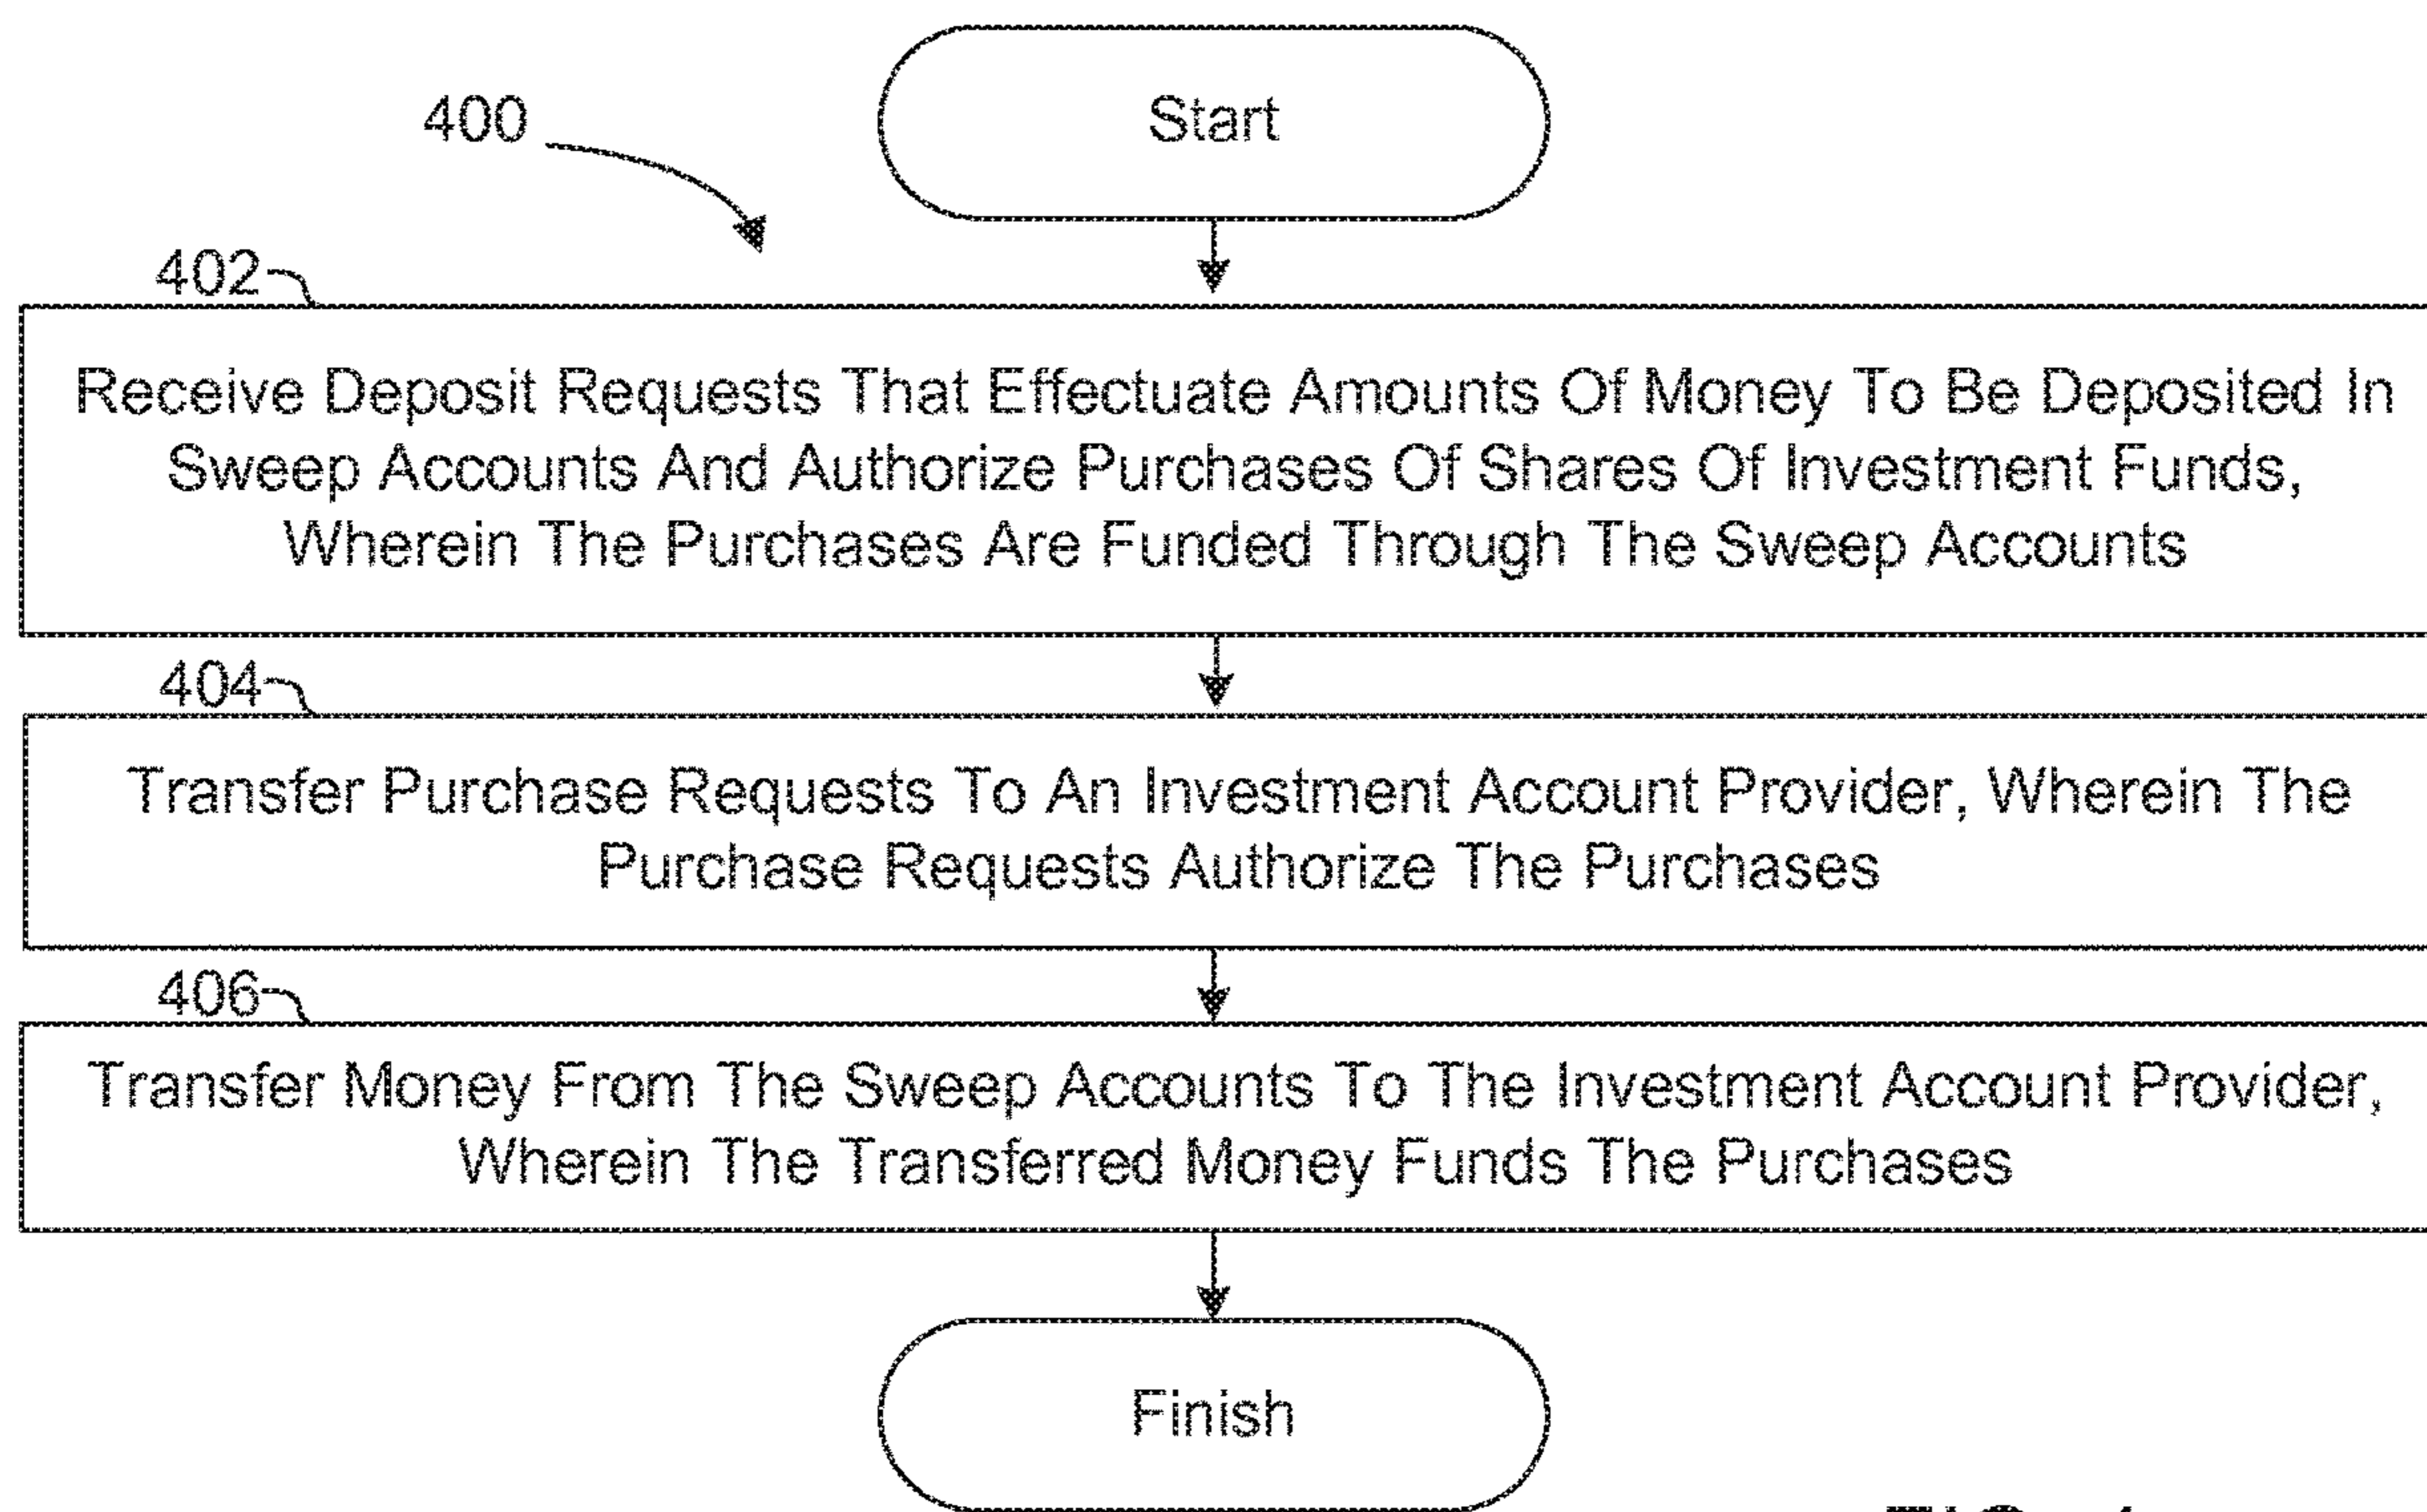 Start
400
402
Receive Deposit Requests That Effectuate Amounts Of Money To Be Deposited In
Sweep Accounts And Authorize Purchases Of Shares Of Investment Funds,
Wherein The Purchases Are Funded Through The Sweep Accounts
404
Transfer Purchase Requests To An Investment Account Provider, Wherein The
Purchase Requests Authorize The Purchases
406
Transfer Money From The Sweep Accounts To The Investment Account Provider,
Wherein The Transferred Money Funds The Purchases
Finish